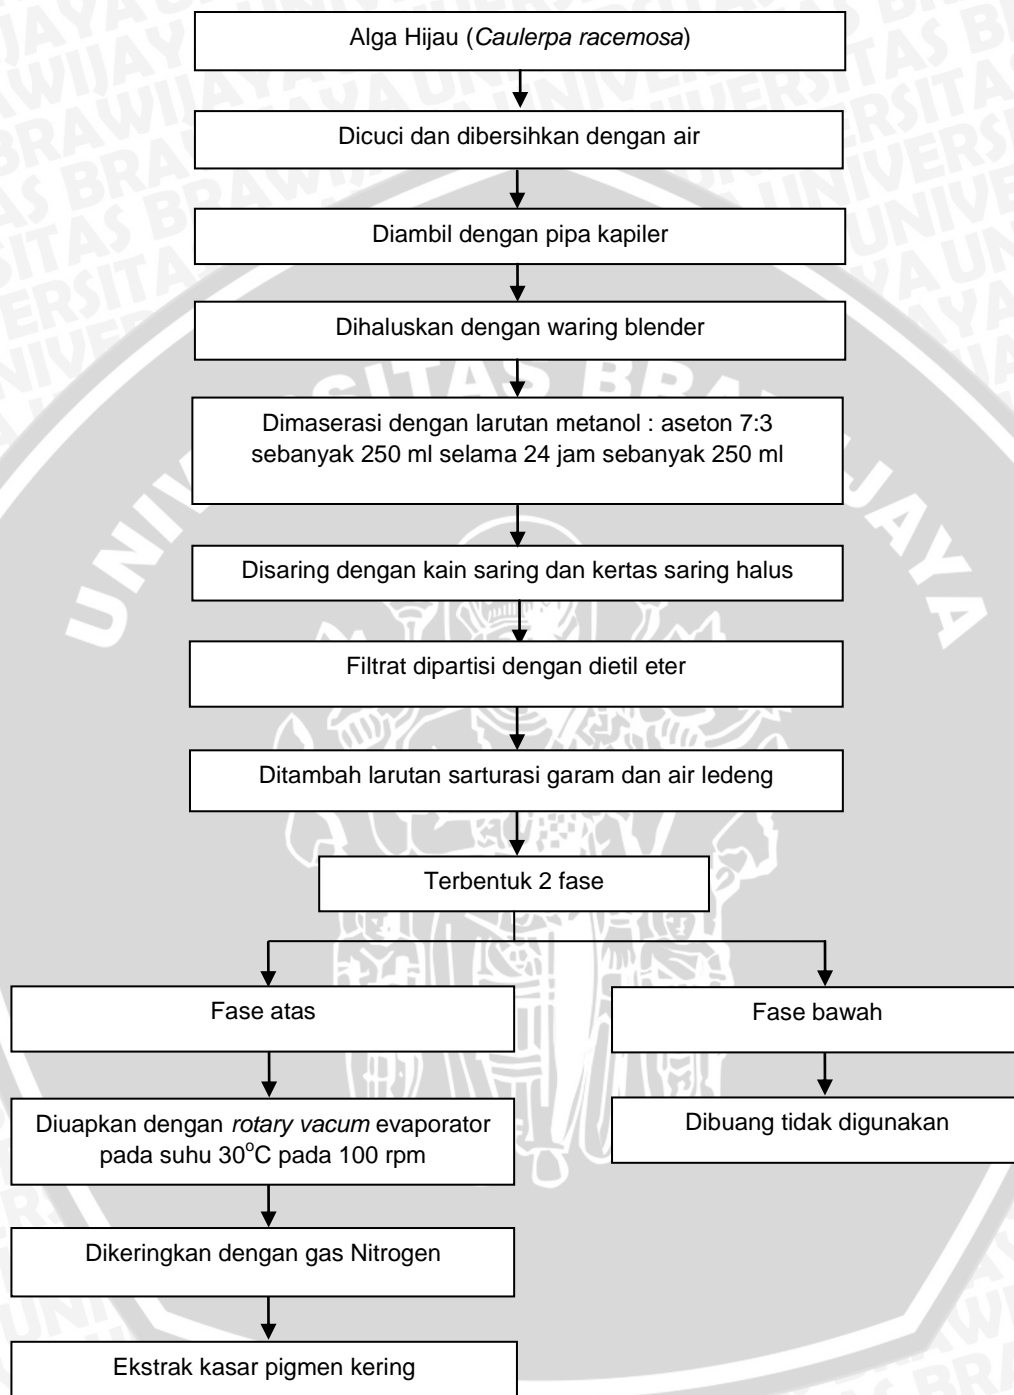 Alga Hijau (Caulerpa racemosa)
Dicuci dan dibersihkan dengan air
Diambil dengan pipa kapiler
Dihaluskan dengan waring blender
Dimaserasi dengan larutan metanol : aseton 7:3
sebanyak 250 ml selama 24 jam sebanyak 250 ml
Disaring dengan kain saring dan kertas saring halus
Filtrat dipartisi dengan dietil eter
Ditambah larutan sarturasi garam dan air ledeng
Terbentuk 2 fase
Fase atas
Fase bawah
Diuapkan dengan rotary vacum evaporator
pada suhu 30°C pada 100 rpm
Dibuang tidak digunakan
Dikeringkan dengan gas Nitrogen
Ekstrak kasar pigmen kering